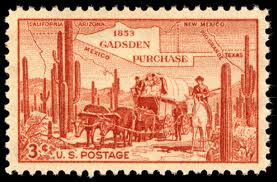 CALIFORNIA
ARIZONA
NEW MEXICO
1853
GADSDEN
PURCHASE
MEXICO
TEXAS
3¢
U.S. POSTAGE